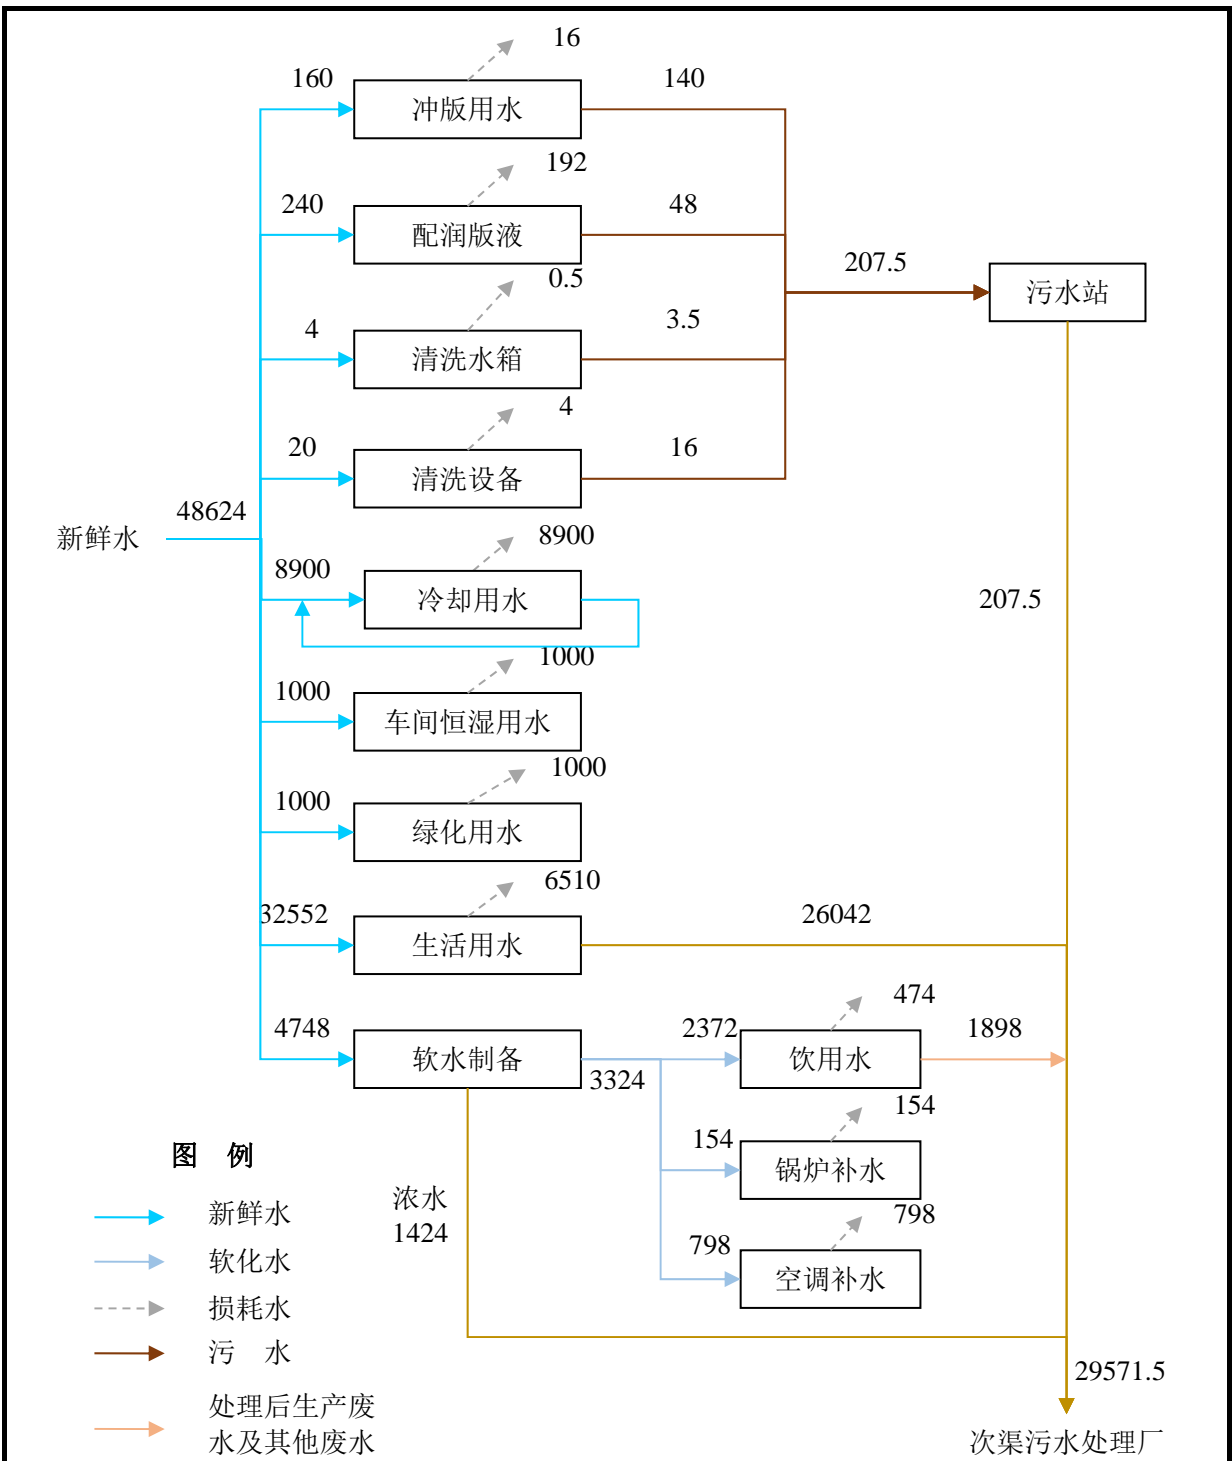 16
160
冲版用水
140
192
240
配润版液
48
0.5
207.5
污水站
4
清洗水箱
3.5
4
20
清洗设备
16
新鲜水
48624
8900
8900
冷却用水
207.5
1000
1000
车间恒湿用水
1000
1000
绿化用水
6510
32552
生活用水
26042
474
4748
软水制备
3324
2372
饮用水
1898
154
154
锅炉补水
798
798
空调补水
浓水
1424
29571.5
次渠污水处理厂
图 例
新鲜水
软化水
损耗水
污 水
处理后生产废
水及其他废水